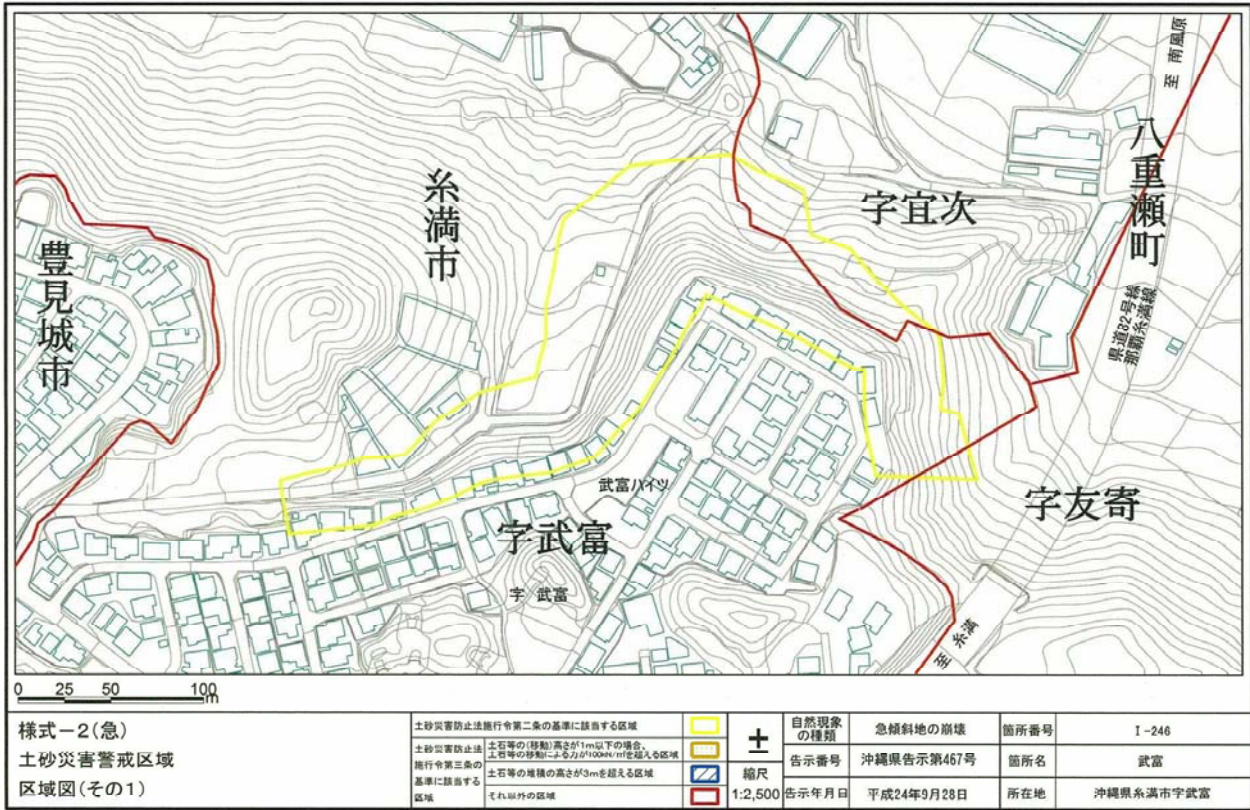 至 南風原
八重瀬町
字宜次
糸満市
豊見城市
県道82号線
那覇糸満線
武富ハイツ
字武富
字 武富
字友寄
至 糸満
0 25 50 100
m
様式-2(急)
土砂災害警戒区域
区域図(その1)
土砂災害防止法施行令第二条の基準に該当する区域
土砂災害防止法
施行令第三条の
基準に該当する
区域
土石等の(移動)高さが1m以下の場合、
土石等の移動による力が100kN/㎡を超える区域
土石等の堆積の高さが3mを超える区域
それ以外の区域
縮尺
1:2,500
自然現象
の種類
急傾斜地の崩壊
箇所番号
I-246
告示番号
沖縄県告示第467号
箇所名
武富
告示年月日
平成24年9月28日
所在地
沖縄県糸満市字武富